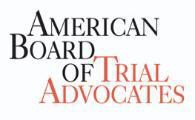 AMERICAN
BOARD
OF TRIAL
ADVOCATES